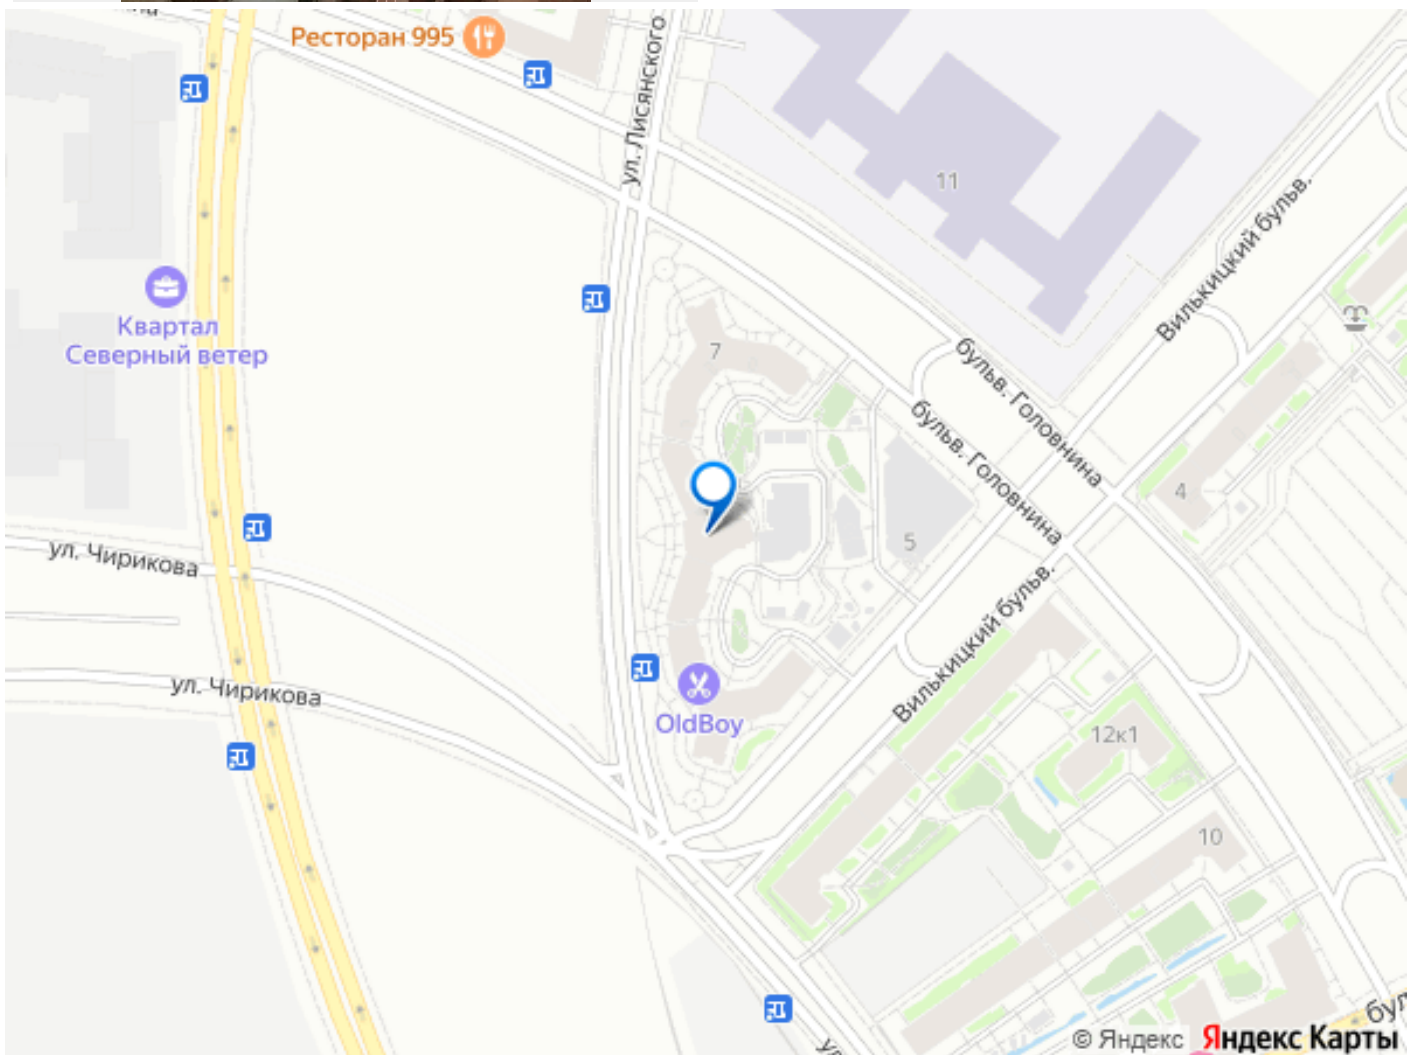 Ресторан 995
ул. Лисянского
11
Вилькицкий бульв.
Квартал
Северный ветер
7
бульв. Головнина
бульв. Головнина
4
5
ул. Чирикова
Вилькицкий бульв.
ул. Чирикова
OldBoy
12к1
10
© Яндекс Яндекс Карты